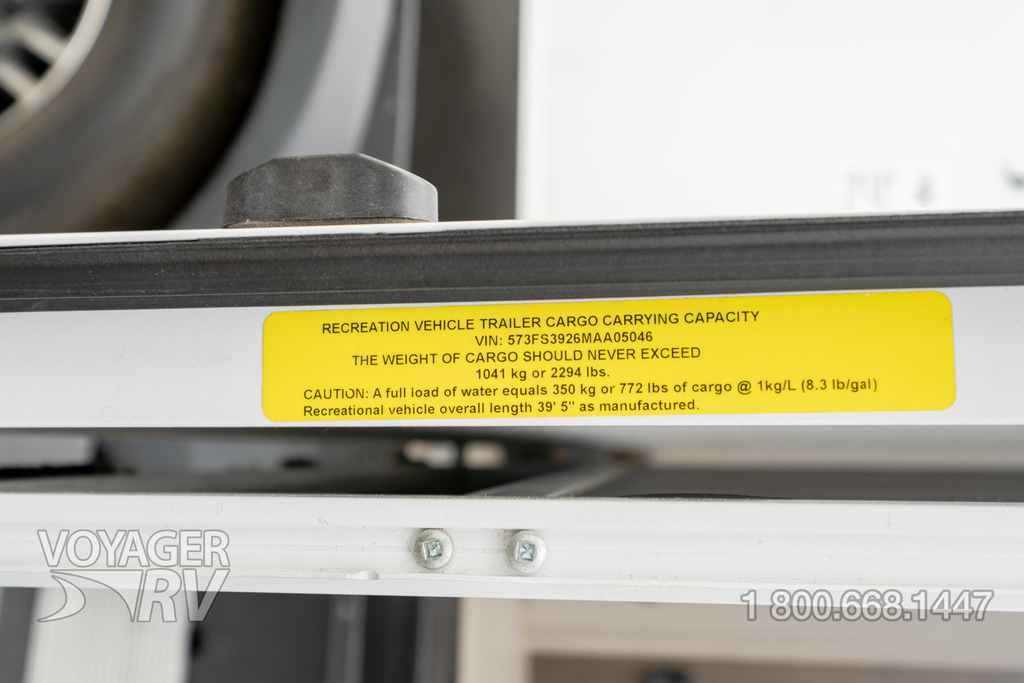 RECREATION VEHICLE TRAILER CARGO CARRYING CAPACITY
VIN: 573FS3926MAA05046
THE WEIGHT OF CARGO SHOULD NEVER EXCEED
1041 kg or 2294 lbs.
CAUTION: A full load of water equals 350 kg or 772 lbs of cargo @ 1kg/L (8.3 lb/gal)
Recreational vehicle overall length 39' 5" as manufactured.
VOYAGER
RV
1 800.668.1447